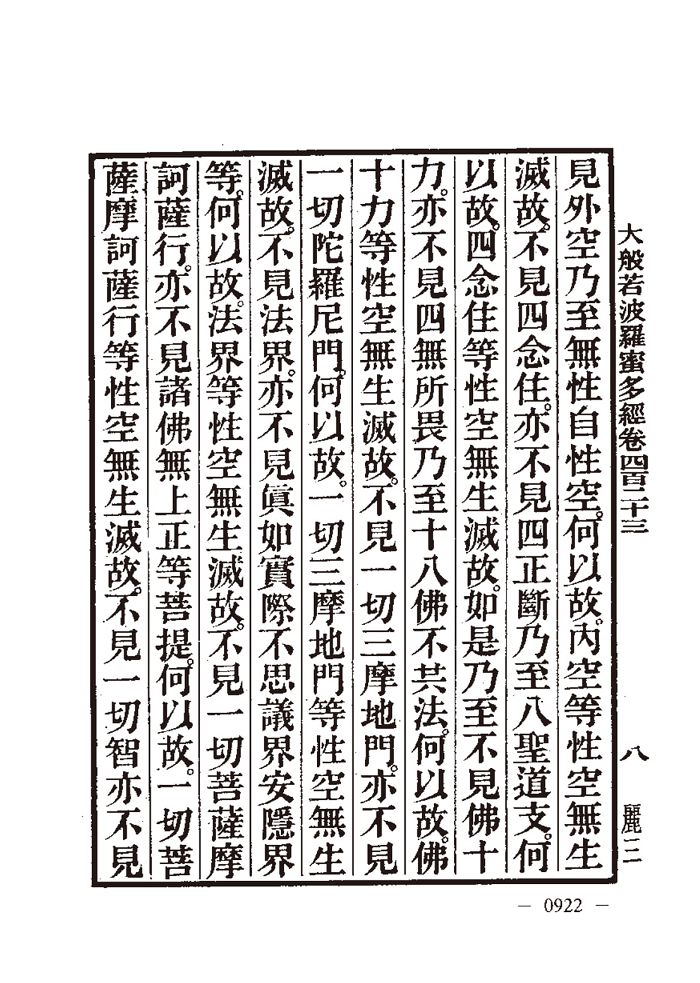 大般若波羅蜜多經卷四百二十三
八
麗二
見外空乃至無性自性空。何以故。內空等性空無生
滅故。不見四念住。亦不見四正斷乃至八聖道支。何
以故。四念住等性空無生滅故。如是乃至不見佛十
力。亦不見四無所畏乃至十八佛不共法。何以故。佛
十力等性空無生滅故。不見一切三摩地門。亦不見
一切陀羅尼門。何以故。一切三摩地門等性空無生
滅故。不見法界。亦不見眞如實際不思議界安隱界
等。何以故。法界等性空無生滅故。不見一切菩薩摩
訶薩行。亦不見諸佛無上正等菩提。何以故。一切菩
薩摩訶薩行等性空無生滅故。不見一切智亦不見
— 0922 —